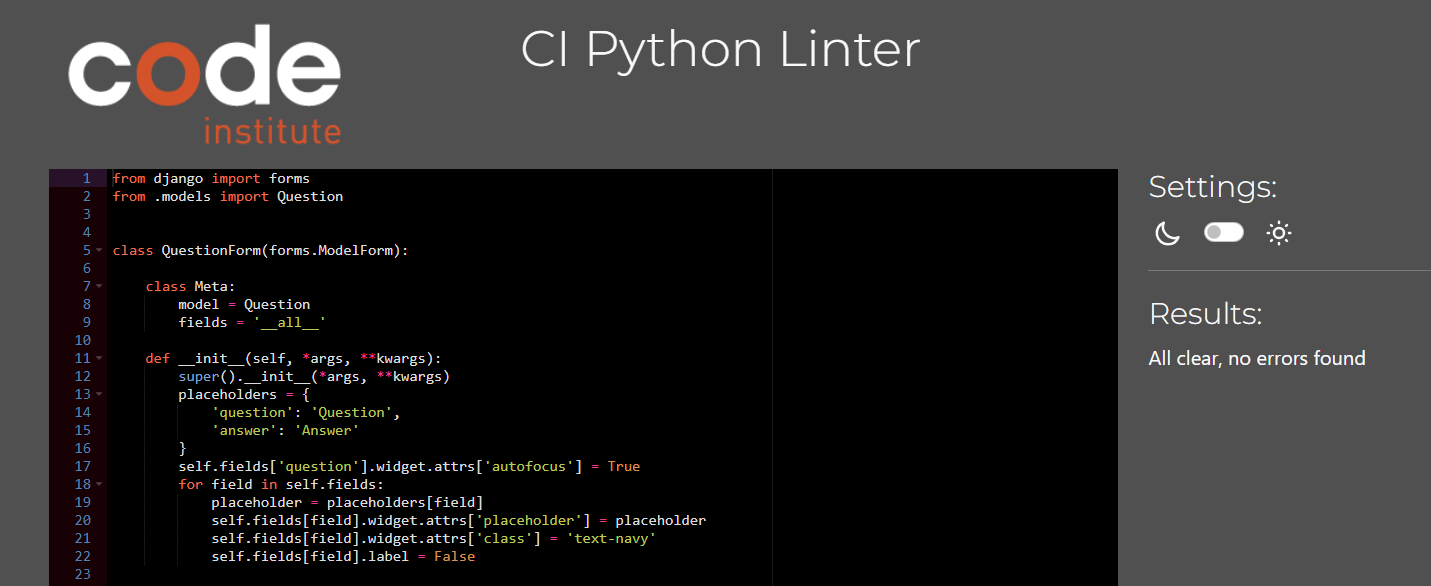 code
institute
CI Python Linter
1 from django import forms
2 from .models import Question
3
4
5 class QuestionForm(forms.ModelForm):
6
7     class Meta:
8         model = Question
9         fields = '__all__'
10
11     def __init__(self, *args, **kwargs):
12         super().__init__(*args, **kwargs)
13         placeholders = {
14             'question': 'Question',
15             'answer': 'Answer'
16         }
17         self.fields['question'].widget.attrs['autofocus'] = True
18         for field in self.fields:
19             placeholder = placeholders[field]
20             self.fields[field].widget.attrs['placeholder'] = placeholder
21             self.fields[field].widget.attrs['class'] = 'text-navy'
22             self.fields[field].label = False
23
Settings:
Results:
All clear, no errors found